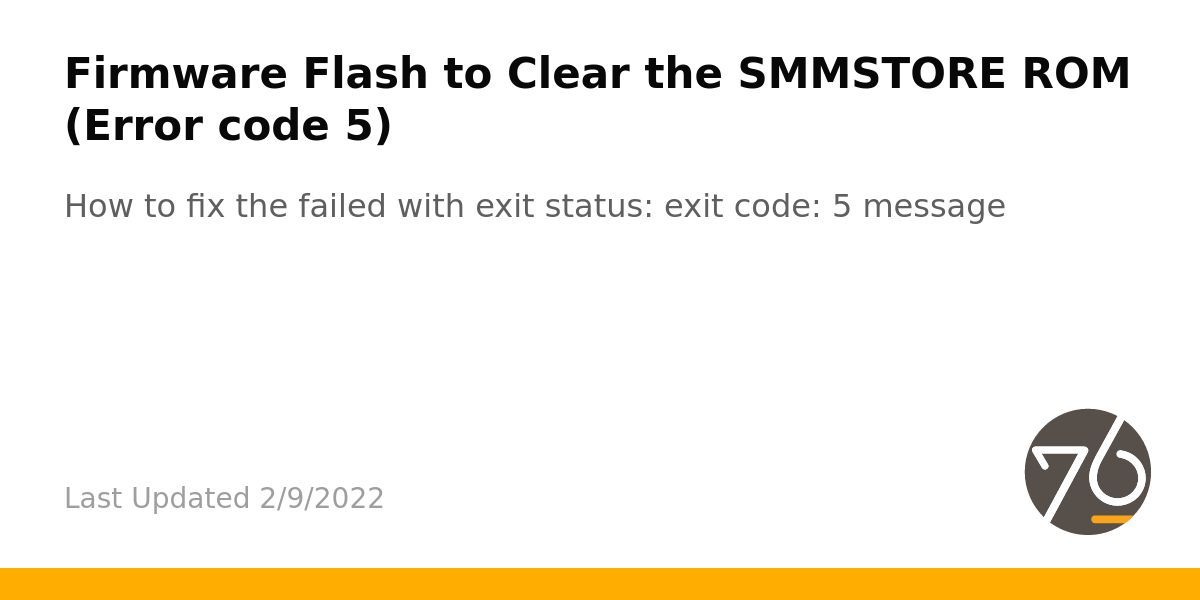 Firmware Flash to Clear the SMMSTORE ROM
(Error code 5)
How to fix the failed with exit status: exit code: 5 message
Last Updated 2/9/2022
76